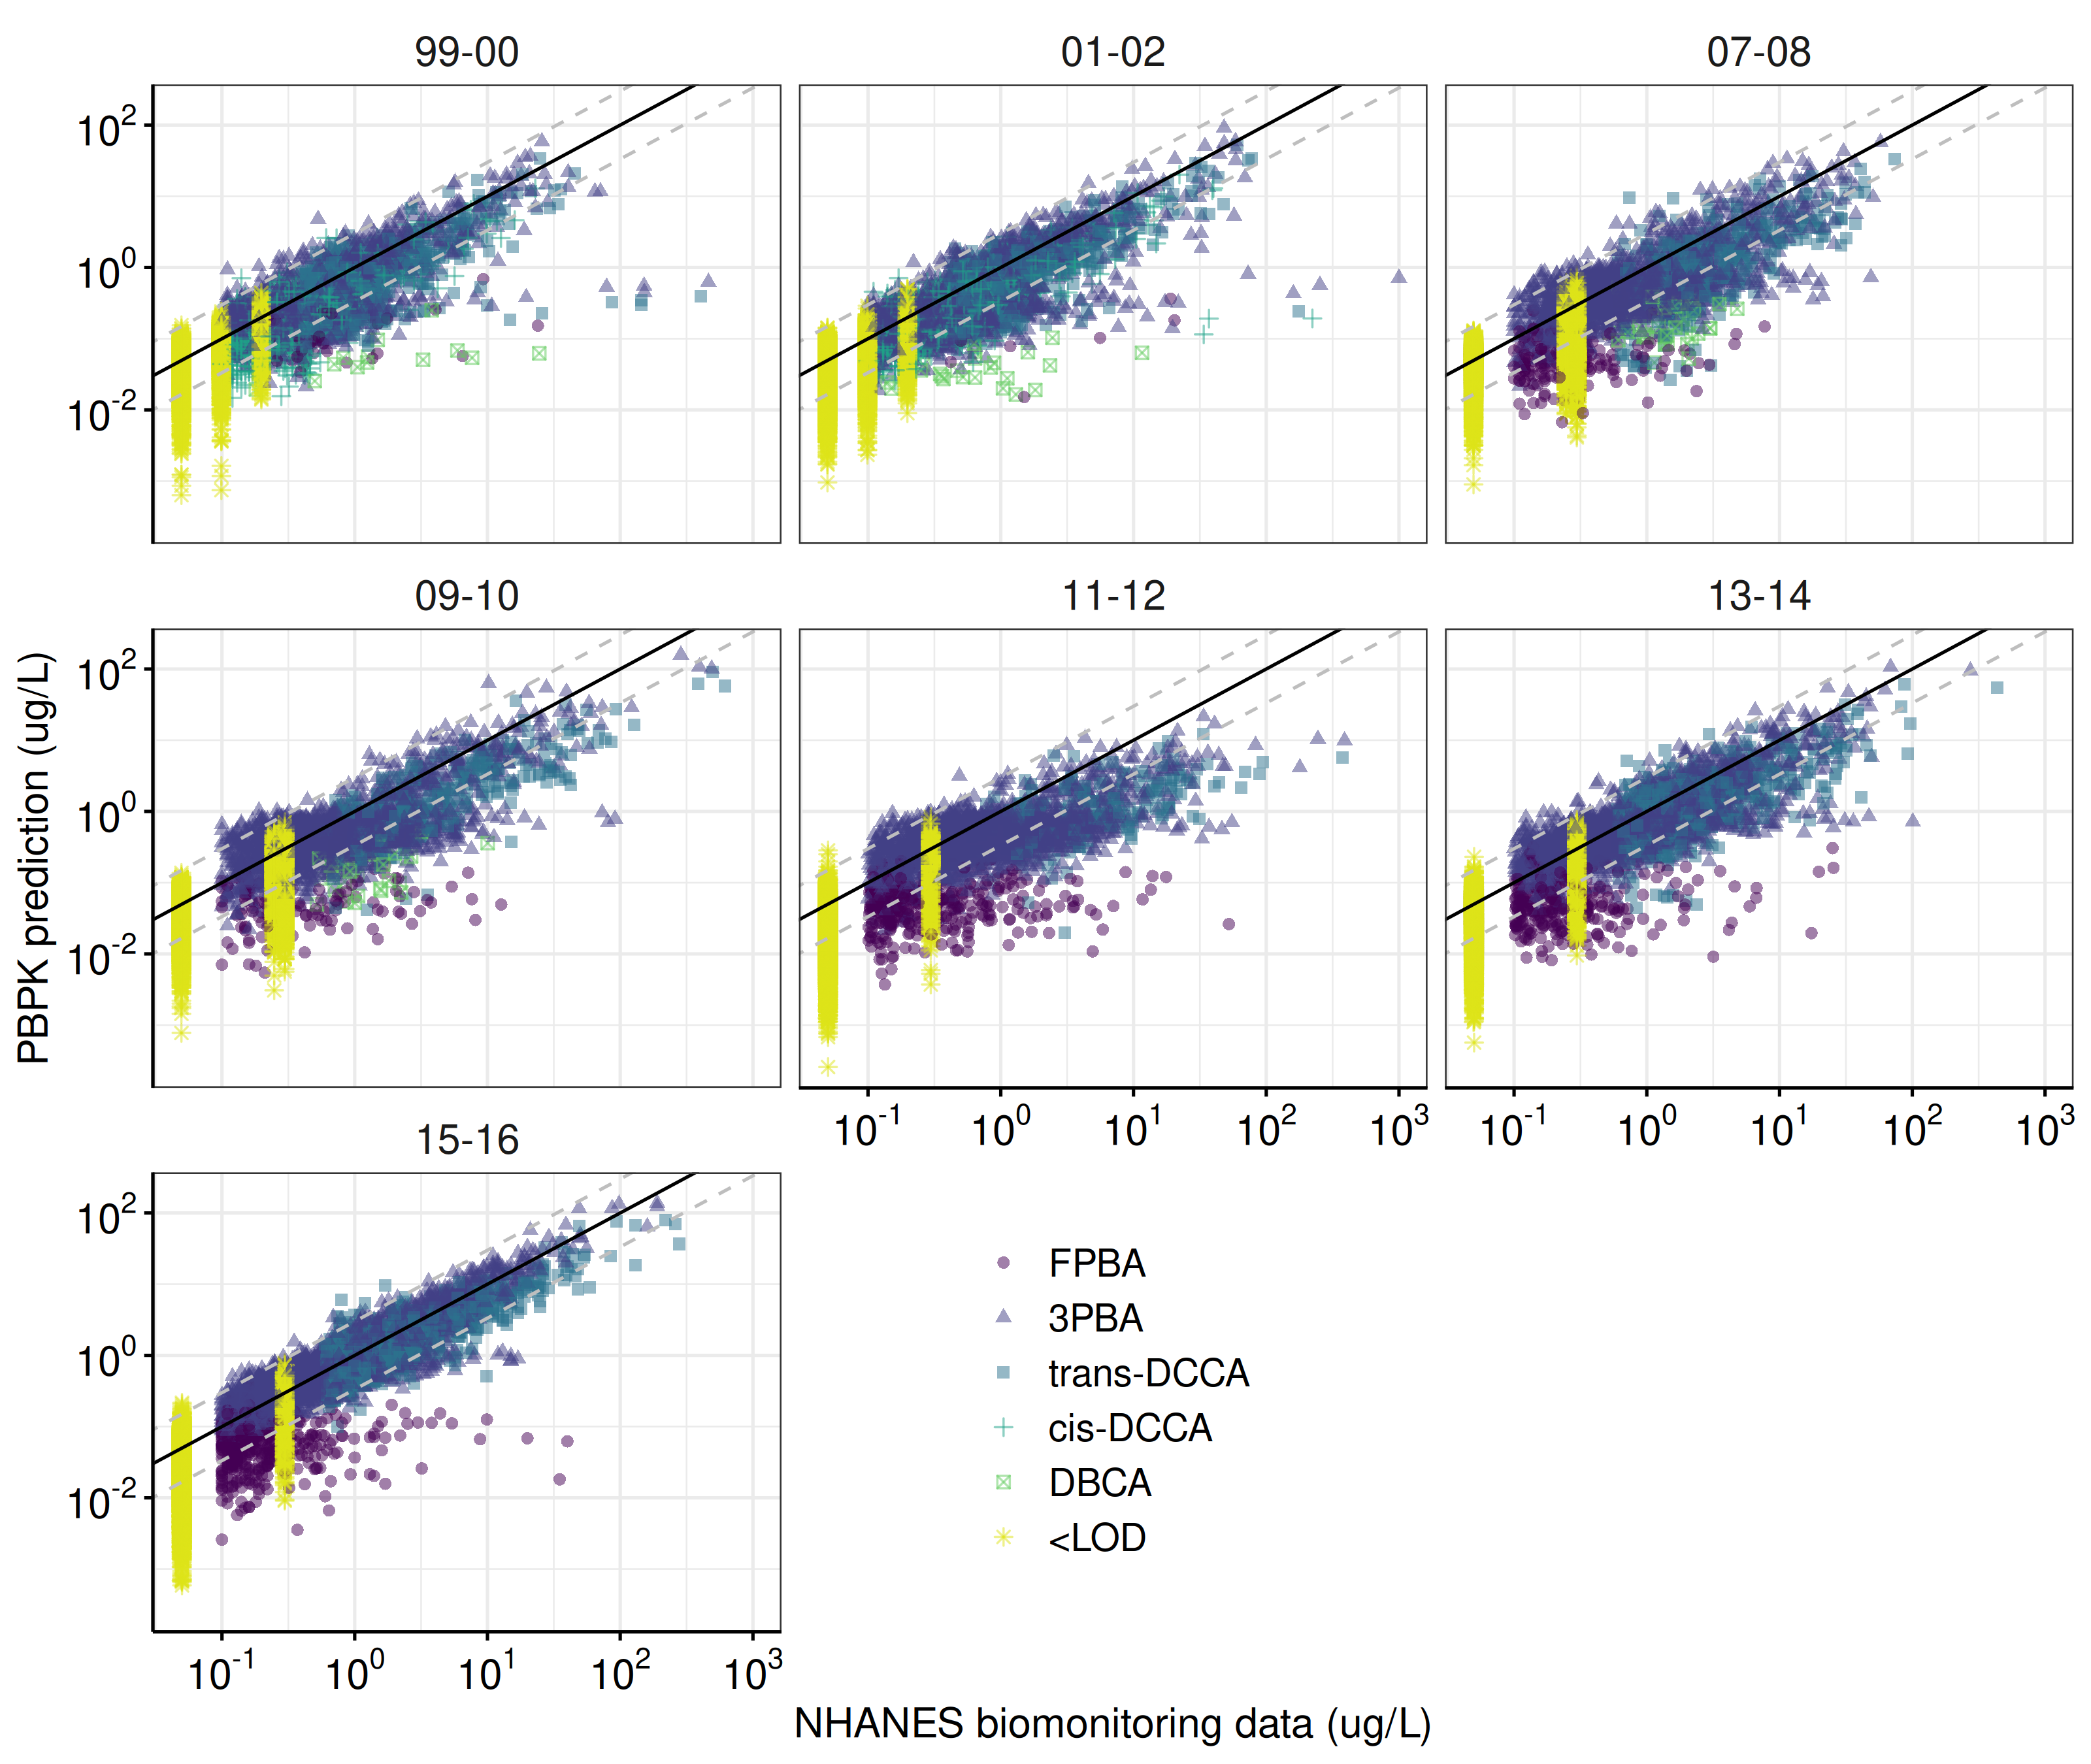 99-00
01-02
07-08
10^2
10^0
10^-2
09-10
11-12
13-14
10^2
10^0
10^-2
10^-1 10^0 10^1 10^2 10^3
10^-1 10^0 10^1 10^2 10^3
15-16
10^2
10^0
10^-2
10^-1 10^0 10^1 10^2 10^3
PBPK prediction (ug/L)
NHANES biomonitoring data (ug/L)
FPBA
3PBA
trans-DCCA
cis-DCCA
DBCA
<LOD